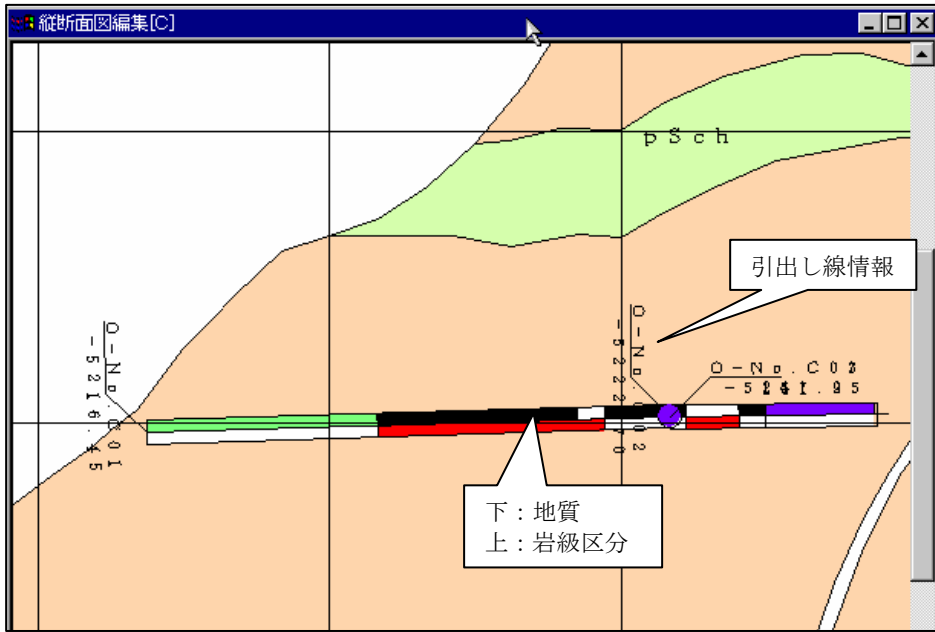 縦断面図編集[C]
pSch
引出し線情報
O-No.C01
-5216.45
O-No.C02
O-No.
下：地質
上：岩級区分